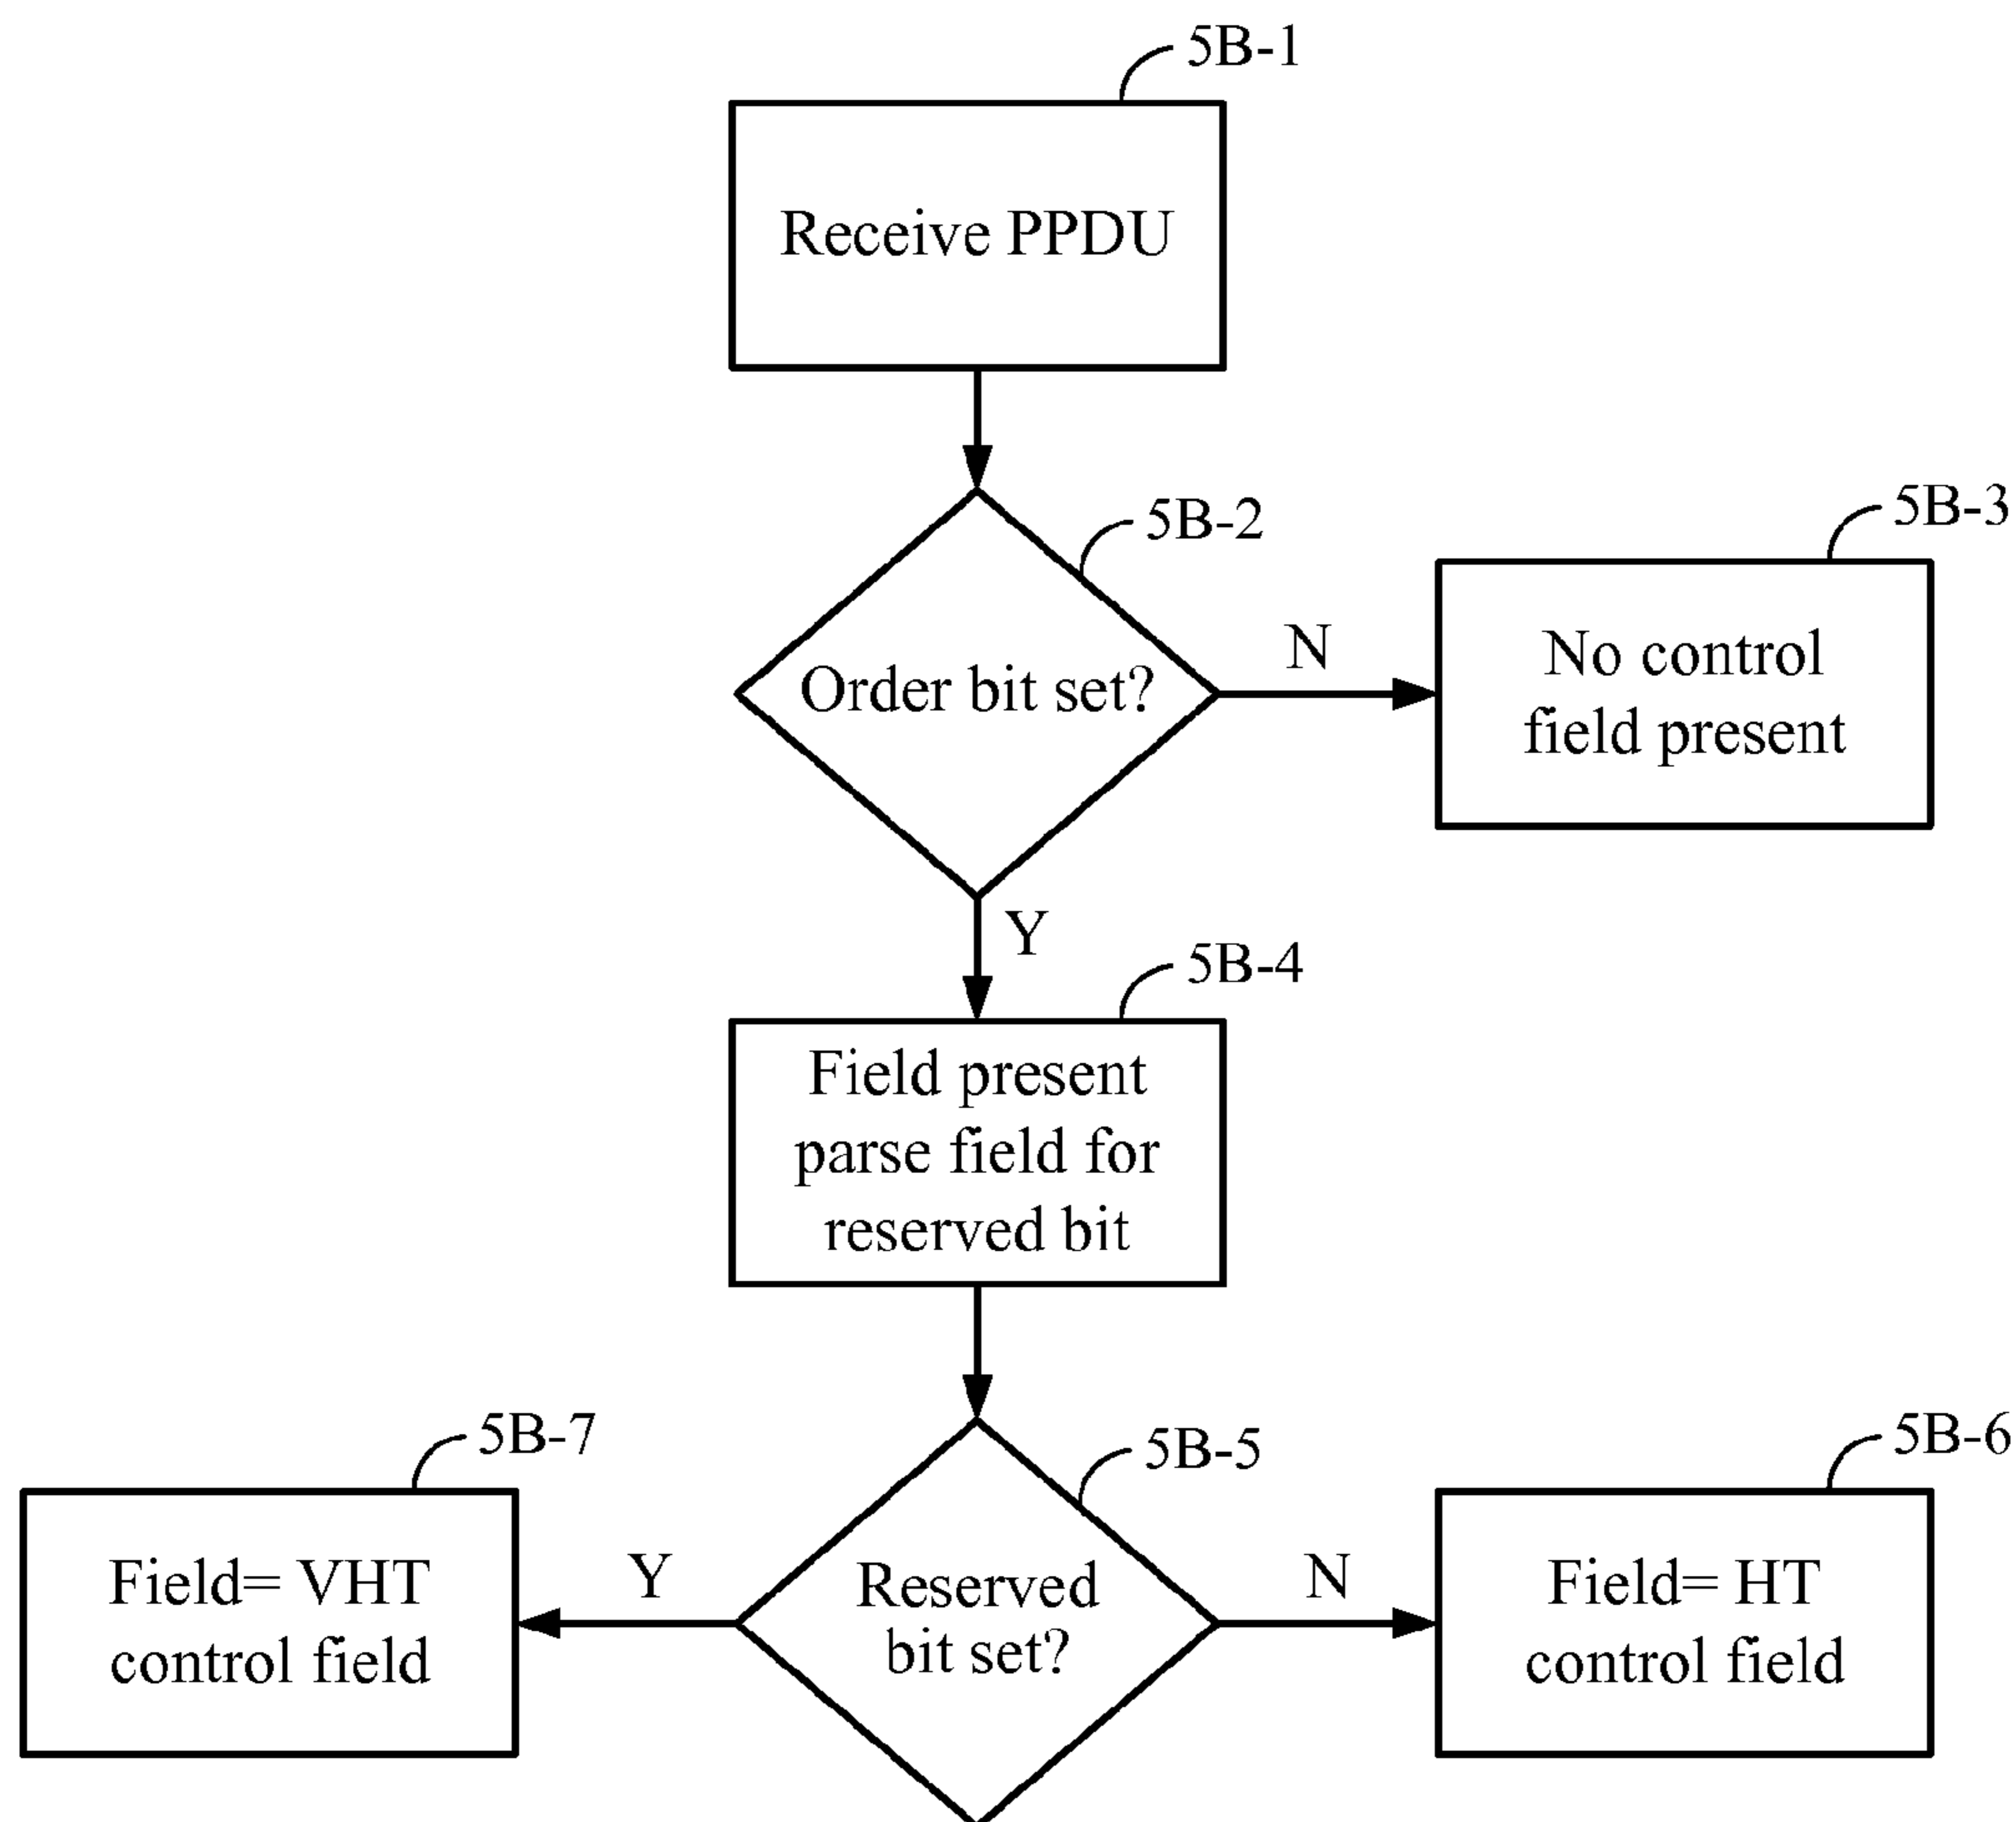 5B-1
Receive PPDU
5B-2
5B-3
Order bit set?
N
No control
field present
Y
5B-4
Field present
parse field for
reserved bit
5B-7
5B-5
5B-6
Field= VHT
control field
Y
Reserved
bit set?
N
Field= HT
control field